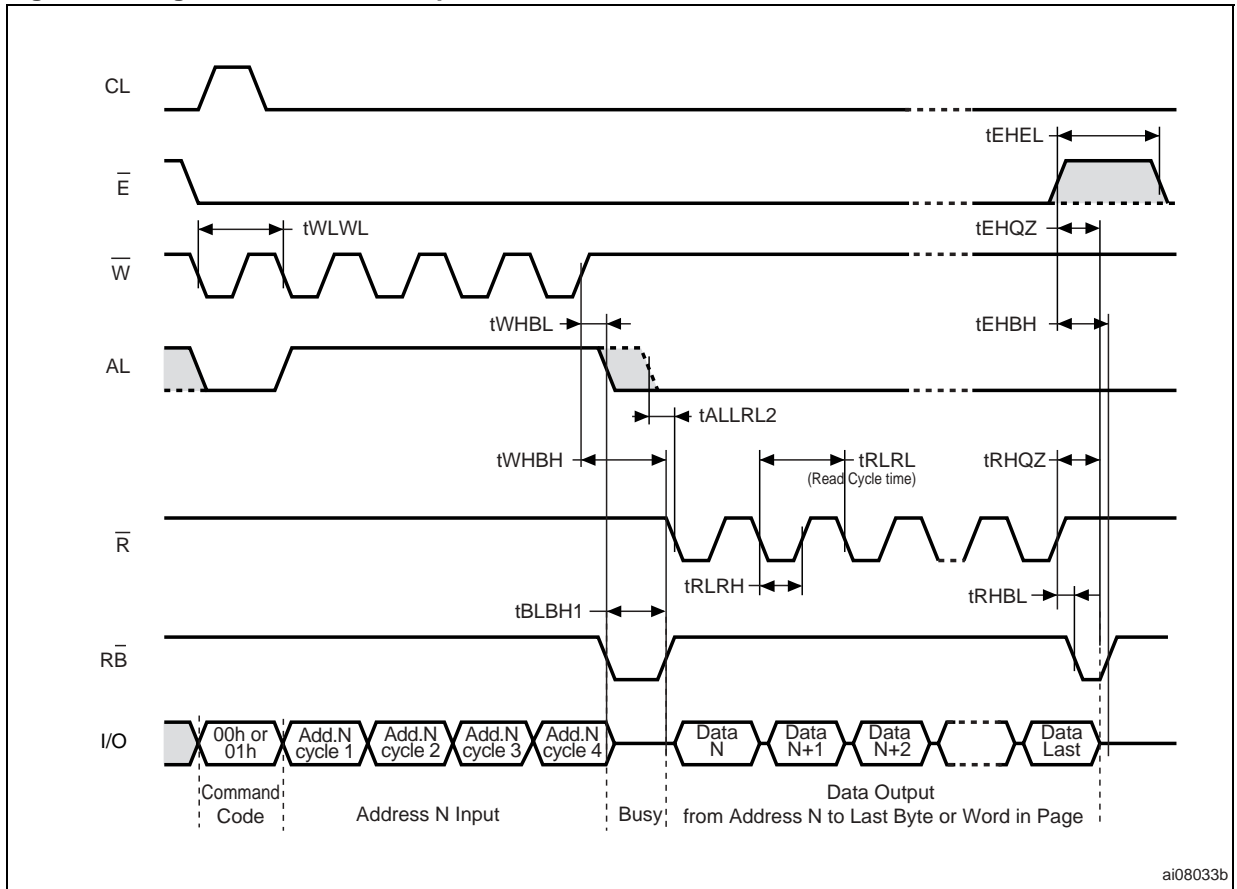 CL
tEHEL
E
tWLWL
tEHQZ
W
tWHBL
tEHBH
AL
tALLRL2
tWHBH
tRLRL
(Read Cycle time)
tRHQZ
R
tRLRH
tRHBL
tBLBH1
RB
I/O
00h or
01h
Add.N
cycle 1
Add.N
cycle 2
Add.N
cycle 3
Add.N
cycle 4
Data
N
Data
N+1
Data
N+2
Data
Last
Command
Code
Address N Input
Busy
Data Output
from Address N to Last Byte or Word in Page
ai08033b